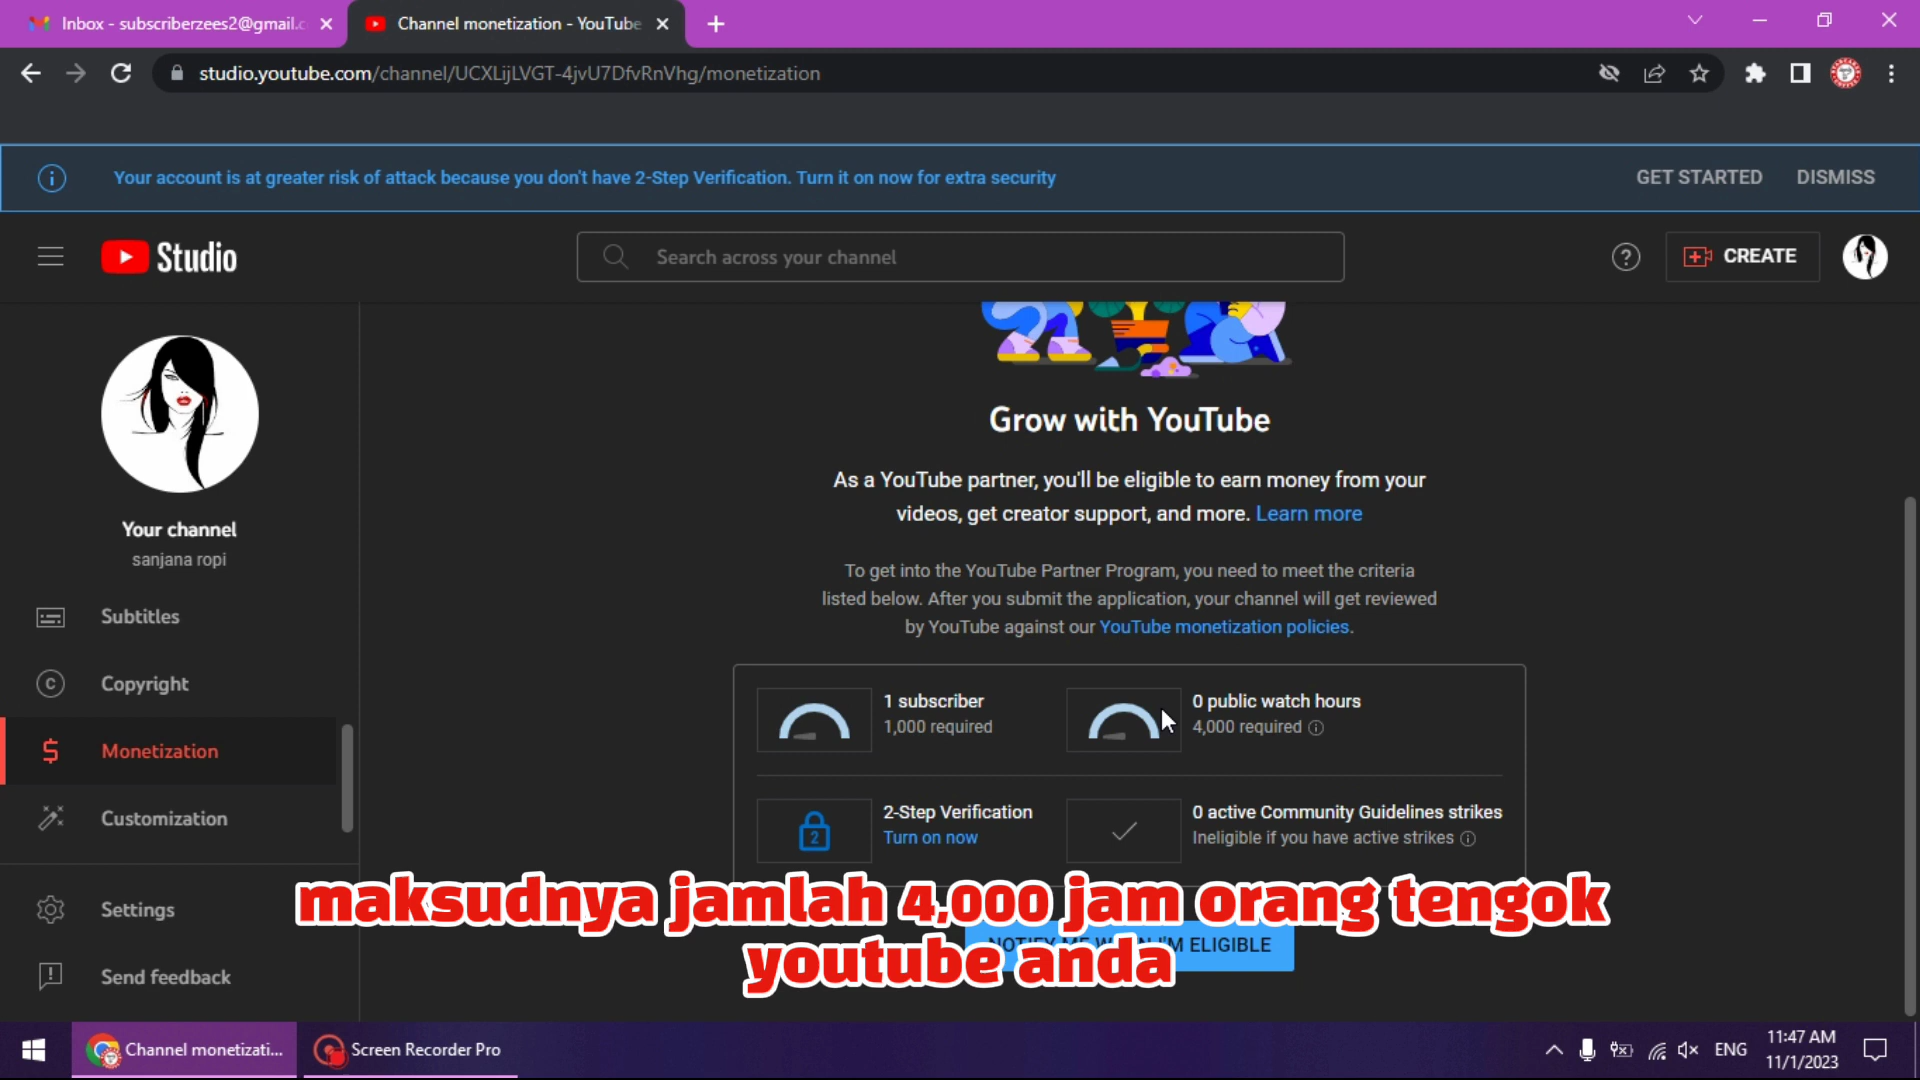 Inbox - subscriberzees2@gmail.c
Channel monetization - YouTube
studio.youtube.com/channel/UCXLijLVGT-4jvU7DfvRnVhg/monetization
Your account is at greater risk of attack because you don't have 2-Step Verification. Turn it on now for extra security
GET STARTED
DISMISS
Studio
Search across your channel
CREATE
Your channel
sanjana ropi
Subtitles
Copyright
Monetization
Customization
Settings
Send feedback
Grow with YouTube
As a YouTube partner, you'll be eligible to earn money from your
videos, get creator support, and more. Learn more
To get into the YouTube Partner Program, you need to meet the criteria
listed below. After you submit the application, your channel will get reviewed
by YouTube against our YouTube monetization policies.
1 subscriber
1,000 required
0 public watch hours
4,000 required
2
2-Step Verification
Turn on now
0 active Community Guidelines strikes
Ineligible if you have active strikes
maksudnya jamlah 4,000 jam orang tengok
youtube anda
I'M ELIGIBLE
Channel monetizati...
Screen Recorder Pro
ENG
11:47 AM
11/1/2023